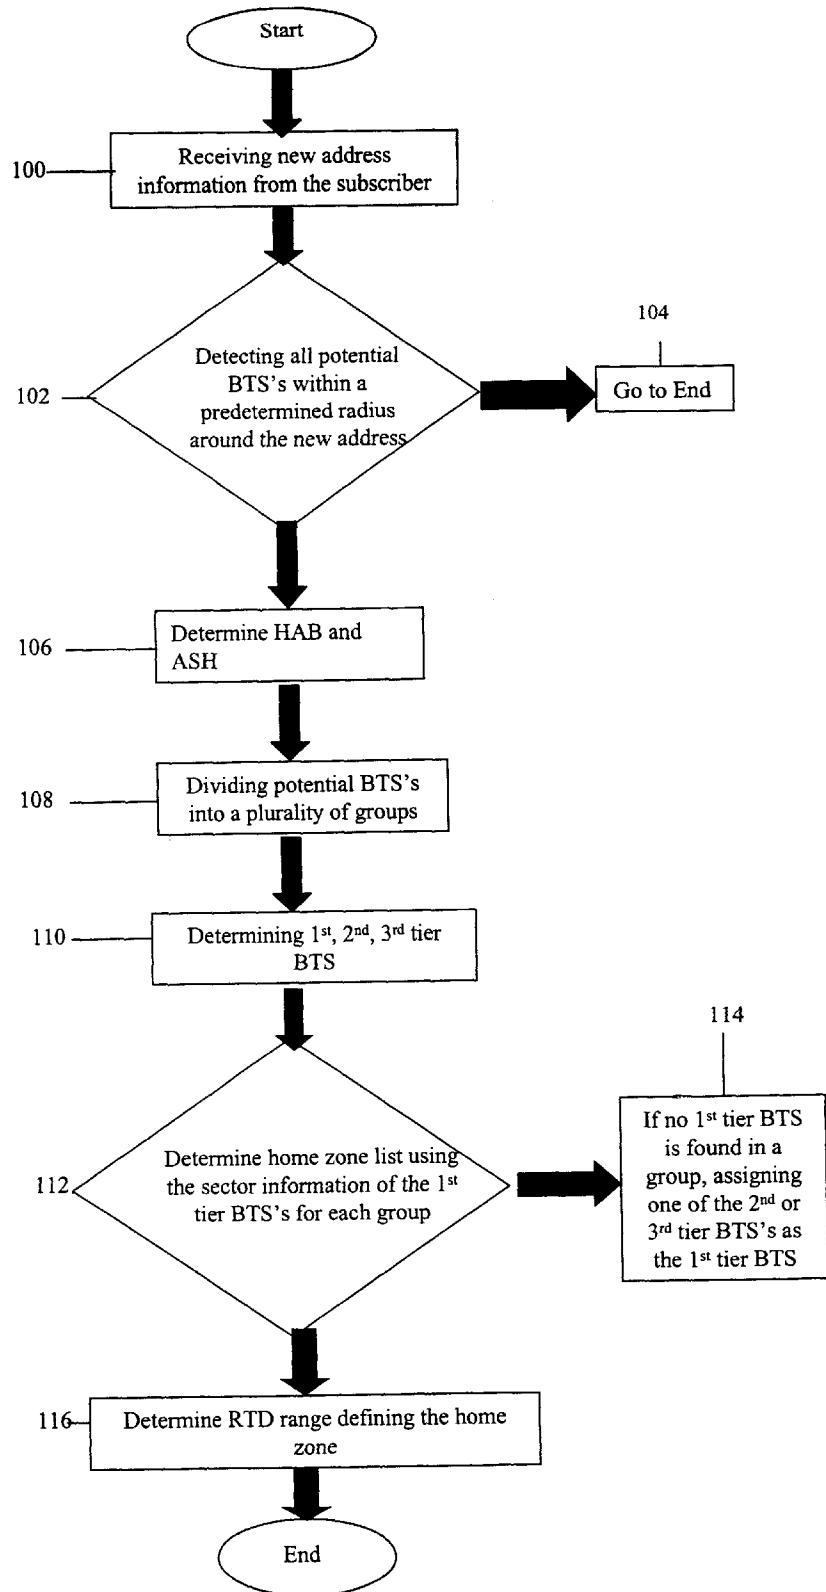 Start
100
Receiving new address
information from the subscriber
104
102
Detecting all potential
BTS's within a
predetermined radius
around the new address
Go to End
106
Determine HAB and
ASH
108
Dividing potential BTS's
into a plurality of groups
110
Determining 1st, 2nd, 3rd tier
BTS
114
112
Determine home zone list using
the sector information of the 1st
tier BTS's for each group
If no 1st tier BTS
is found in a
group, assigning
one of the 2nd or
3rd tier BTS's as
the 1st tier BTS
116
Determine RTD range defining the home
zone
End